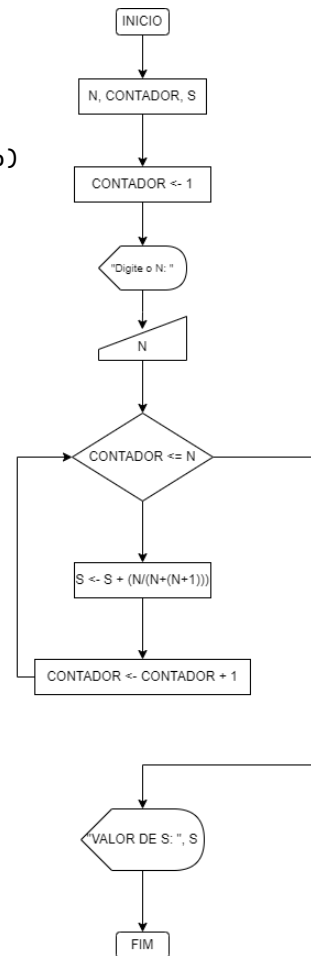 INICIO
N, CONTADOR, S
)
CONTADOR <- 1
"Digite o N: "
N
CONTADOR <= N
S <- S + (N/(N+(N+1)))
CONTADOR <- CONTADOR + 1
"VALOR DE S: ", S
FIM